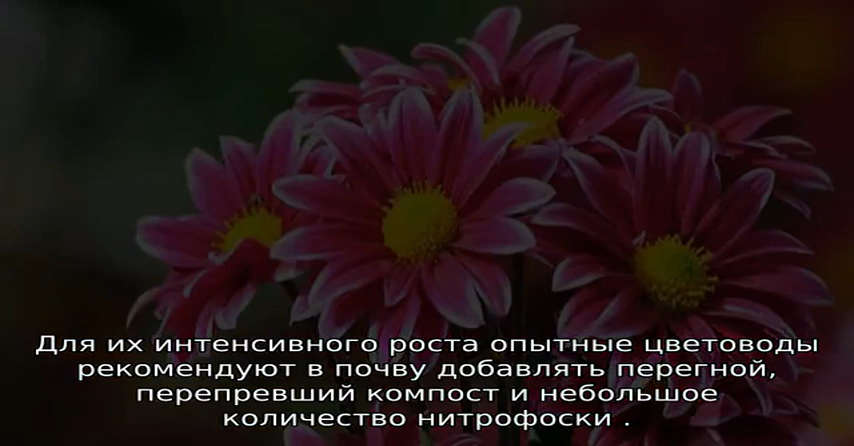 Для их интенсивного роста опытные цветоводы
рекомендуют в почву добавлять перегной,
перепревший компост и небольшое
количество нитрофоски .